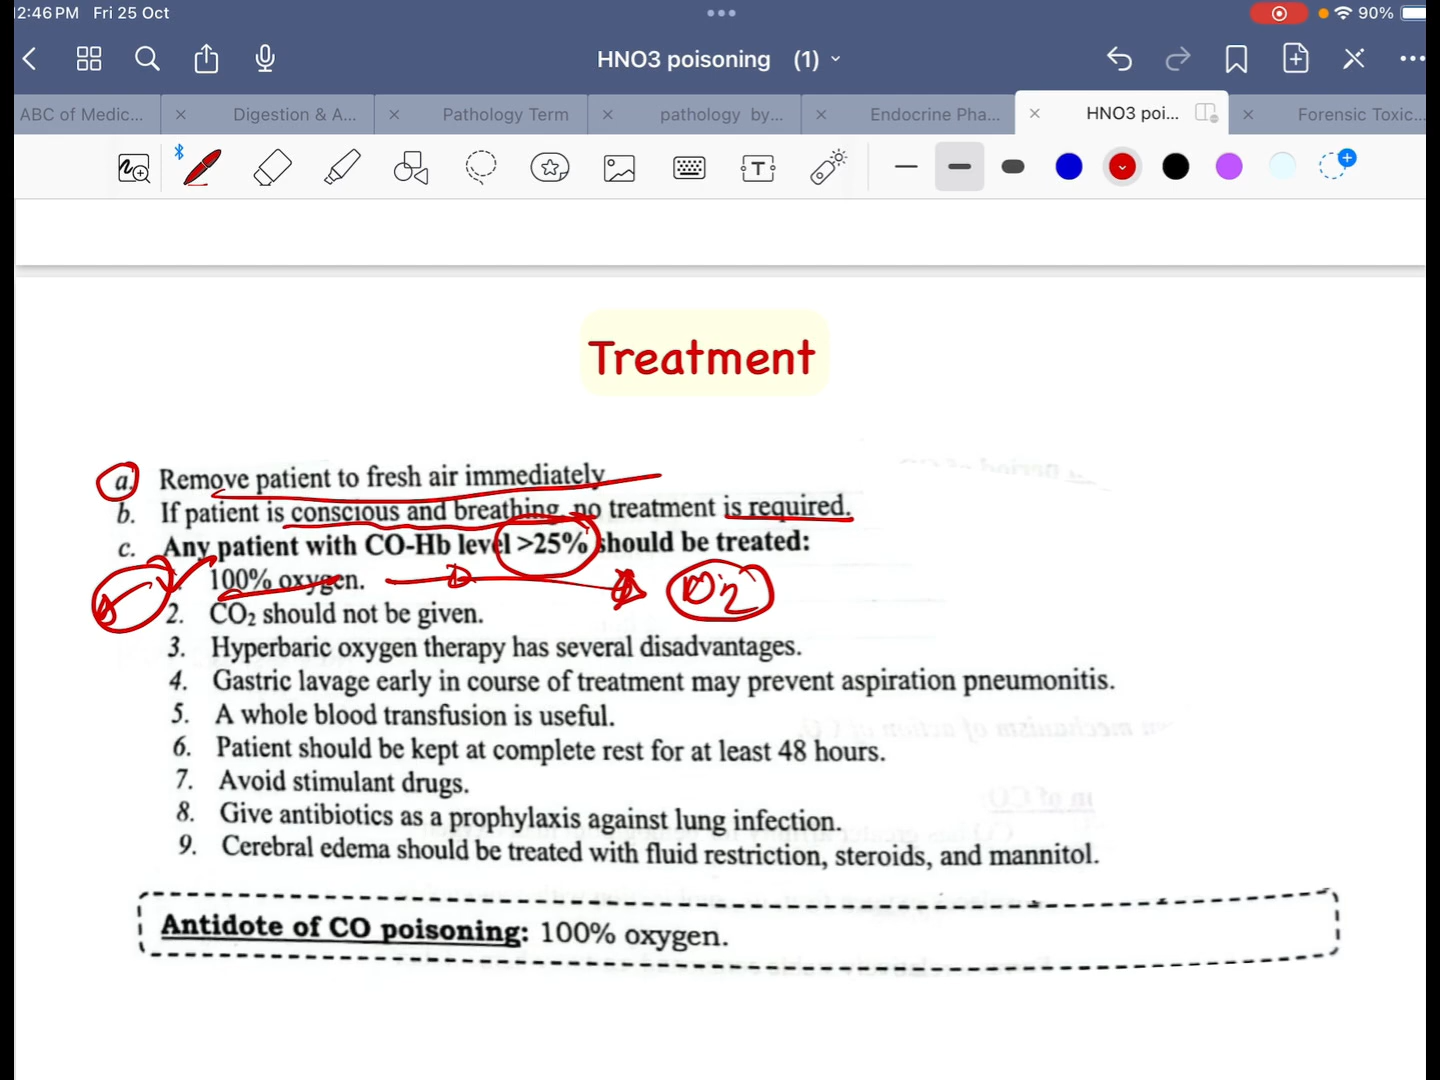 12:46 PM Fri 25 Oct
90%
HNO3 poisoning (1)
ABC of Medic...
Digestion & A...
Pathology Term
pathology by...
Endocrine Pha...
HNO3 poi...
Forensic Toxic...
Treatment
a. Remove patient to fresh air immediately
b. If patient is conscious and breathing, no treatment is required.
c. Any patient with CO-Hb level >25% should be treated:
100% oxygen.
O2
2. CO₂ should not be given.
3. Hyperbaric oxygen therapy has several disadvantages.
4. Gastric lavage early in course of treatment may prevent aspiration pneumonitis.
5. A whole blood transfusion is useful.
6. Patient should be kept at complete rest for at least 48 hours.
7. Avoid stimulant drugs.
8. Give antibiotics as a prophylaxis against lung infection.
9. Cerebral edema should be treated with fluid restriction, steroids, and mannitol.
Antidote of CO poisoning: 100% oxygen.